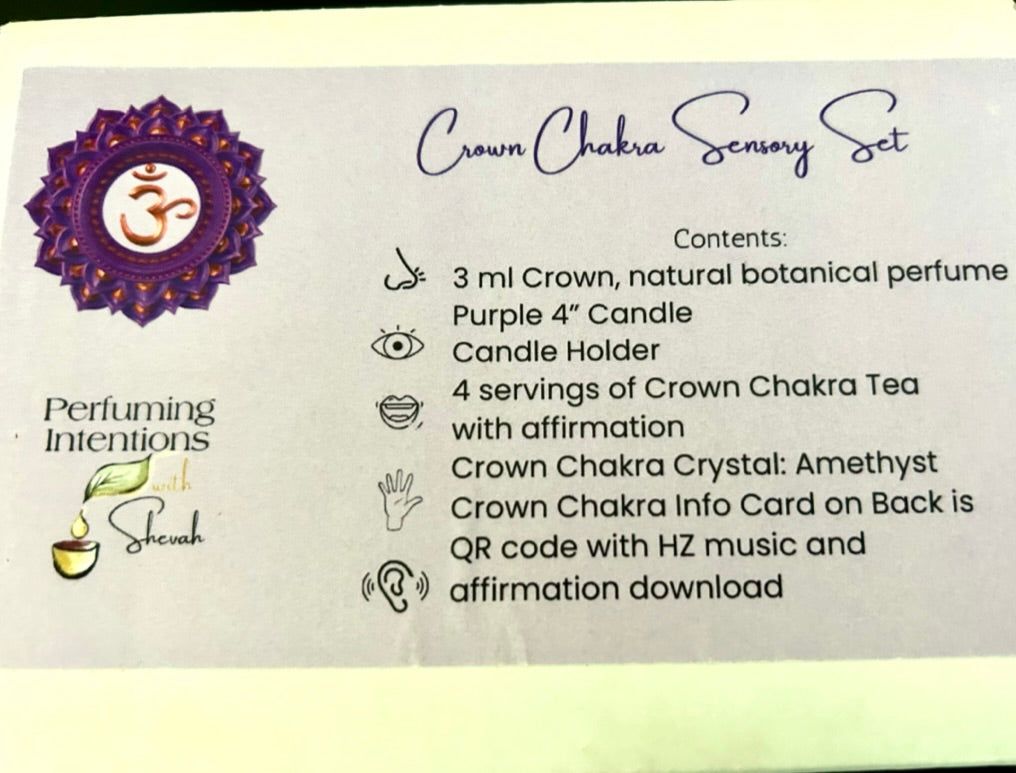 Crown Chakra Sensory Set
ॐ
Contents:
3 ml Crown, natural botanical perfume
Purple 4” Candle
Candle Holder
4 servings of Crown Chakra Tea
with affirmation
Crown Chakra Crystal: Amethyst
Crown Chakra Info Card on Back is
QR code with HZ music and
affirmation download
Perfuming
Intentions
with
Shevah